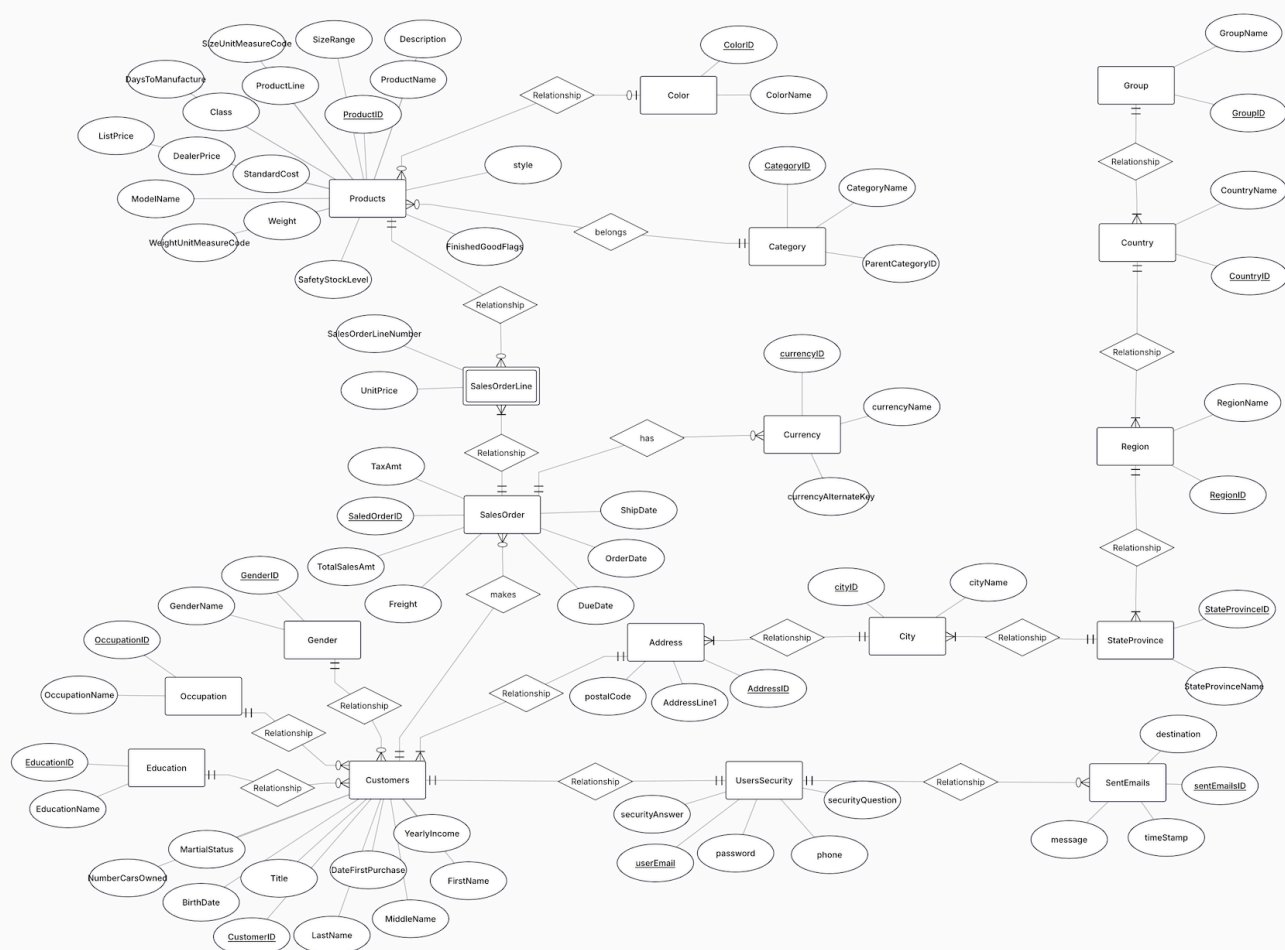 GroupName
SizeUnitMeasureCode
SizeRange
Description
ColorID
DaysToManufacture
ProductLine
ProductName
Group
Relationship
Color
ColorName
Class
ProductID
GroupID
ListPrice
DealerPrice
style
CategoryID
Relationship
StandardCost
CategoryName
CountryName
ModelName
Products
Weight
belongs
Category
Country
WeightUnitMeasureCode
FinishedGoodFlags
ParentCategoryID
SafetyStockLevel
CountryID
Relationship
SalesOrderLineNumber
currencyID
Relationship
UnitPrice
SalesOrderLine
currencyName
RegionName
has
Currency
Region
Relationship
TaxAmt
currencyAlternateKey
RegionID
SaledOrderID
SalesOrder
ShipDate
TotalSalesAmt
OrderDate
Relationship
GenderID
cityID
cityName
GenderName
Freight
makes
DueDate
StateProvinceID
OccupationID
Gender
Address
Relationship
City
Relationship
StateProvince
OccupationName
Occupation
Relationship
Relationship
postalCode
AddressLine1
AddressID
StateProvinceName
Relationship
destination
EducationID
Education
Relationship
Customers
Relationship
UsersSecurity
Relationship
SentEmails
sentEmailsID
EducationName
securityAnswer
securityQuestion
MartialStatus
YearlyIncome
message
timeStamp
NumberCarsOwned
Title
DateFirstPurchase
FirstName
userEmail
password
phone
BirthDate
MiddleName
CustomerID
LastName